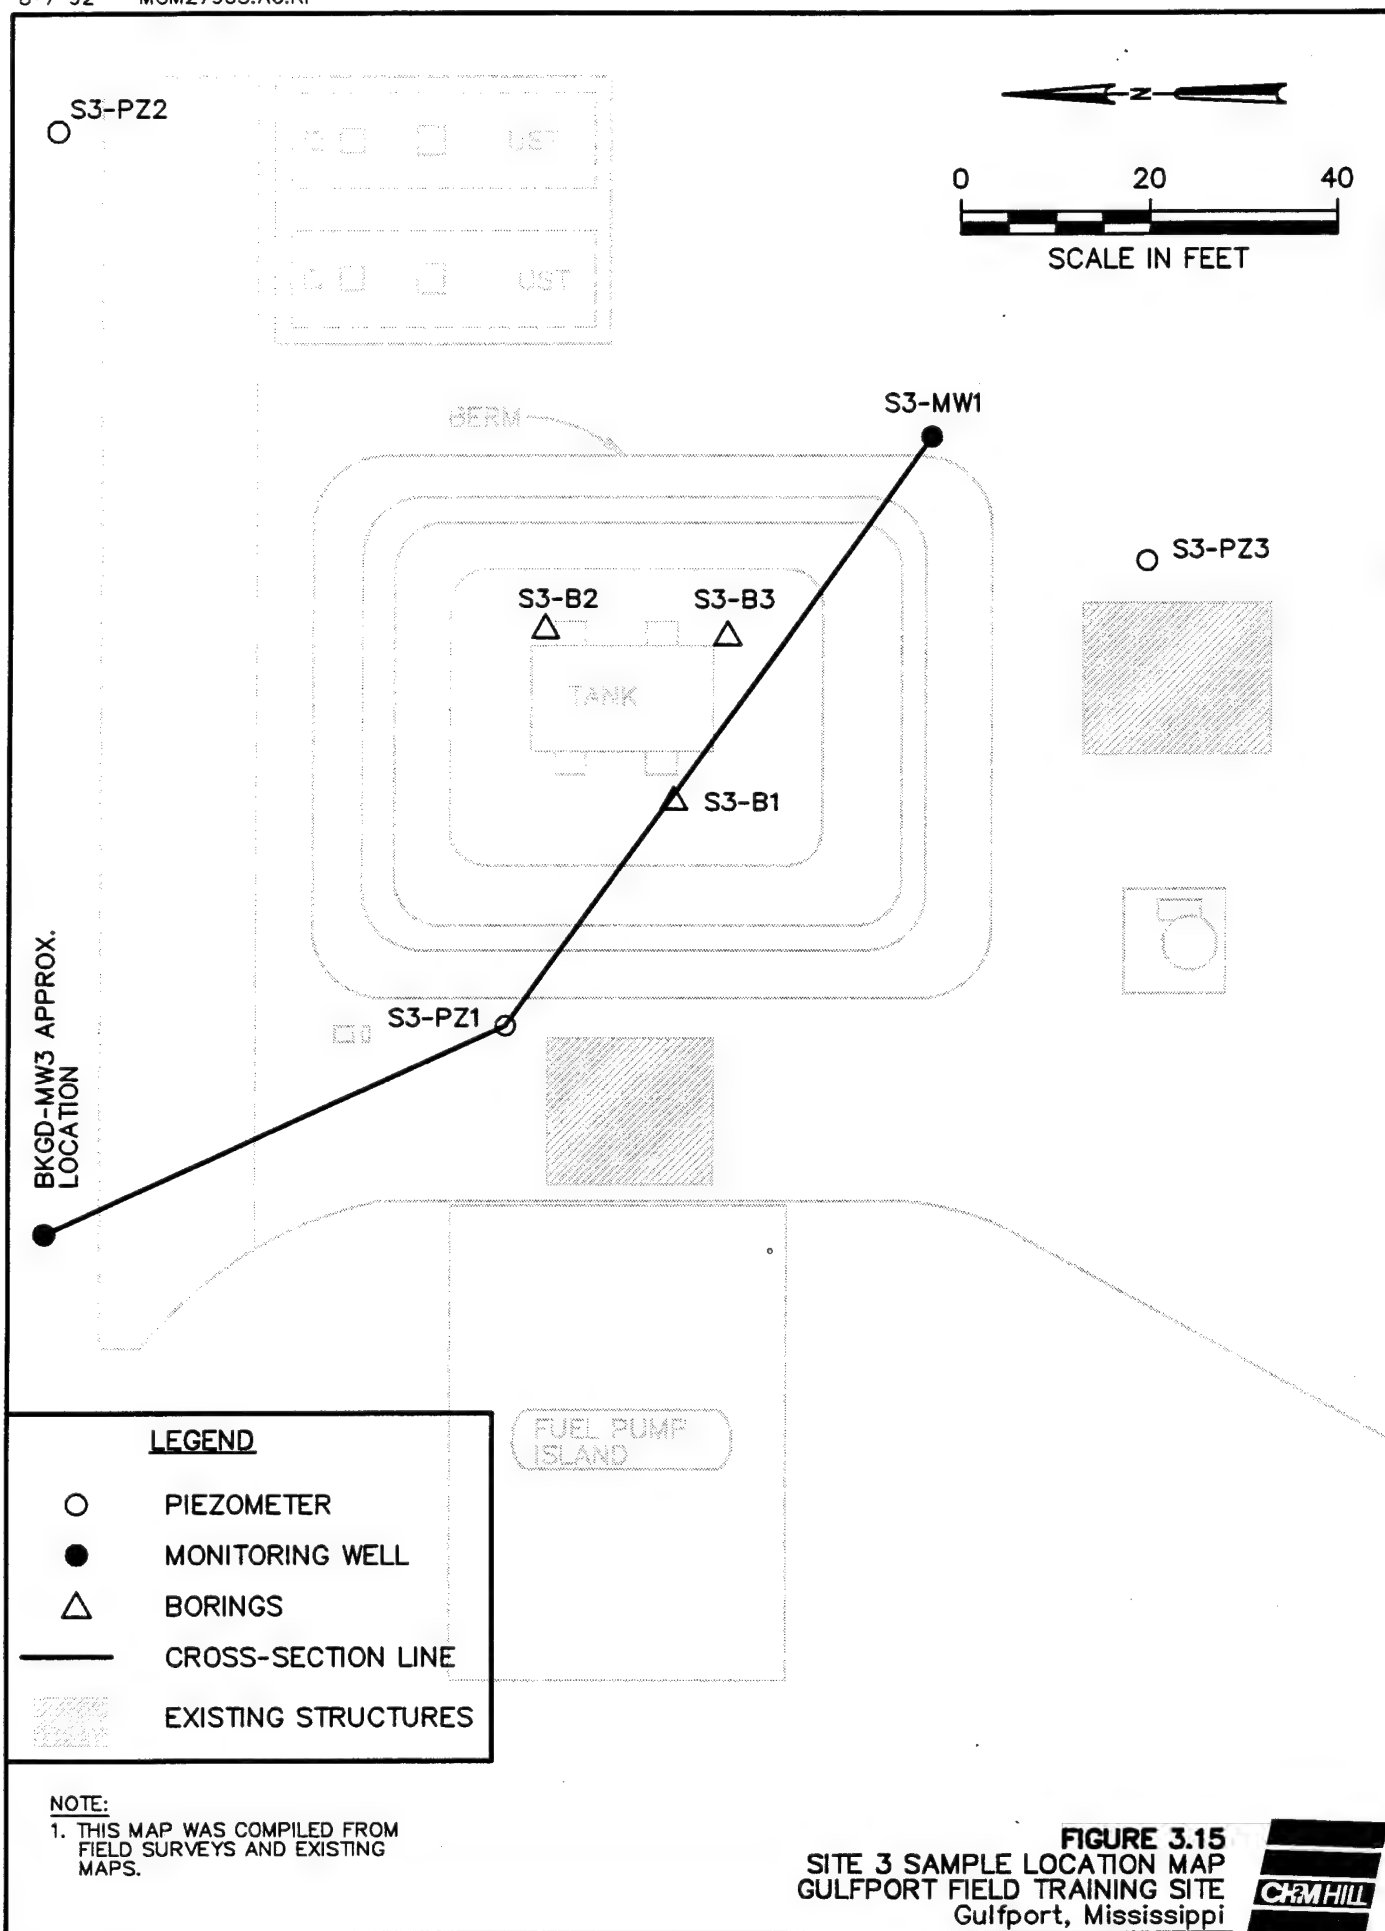 S3-PZ2
UST
N
0 20 40
SCALE IN FEET
UST
BERM
S3-MW1
S3-PZ3
S3-B2
S3-B3
TANK
S3-B1
BKGD-MW3 APPROX.
LOCATION
S3-PZ1
FUEL PUMP
ISLAND
LEGEND
PIEZOMETER
MONITORING WELL
BORINGS
CROSS-SECTION LINE
EXISTING STRUCTURES
NOTE:
1. THIS MAP WAS COMPILED FROM
FIELD SURVEYS AND EXISTING
MAPS.
FIGURE 3.15
SITE 3 SAMPLE LOCATION MAP
GULFPORT FIELD TRAINING SITE
Gulfport, Mississippi
CH2M HILL